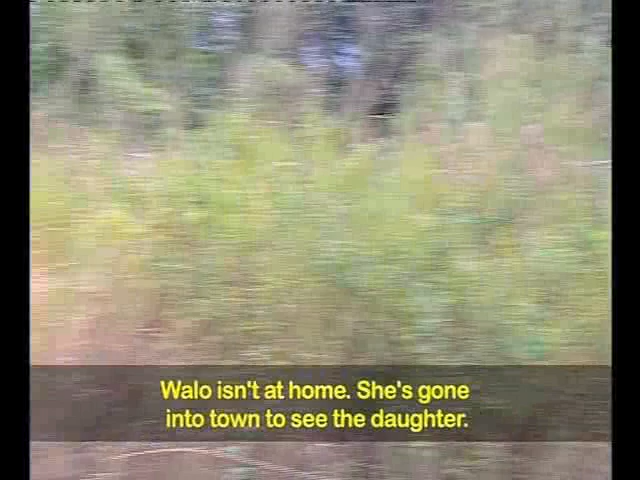 Walo isn't at home. She's gone
into town to see the daughter.